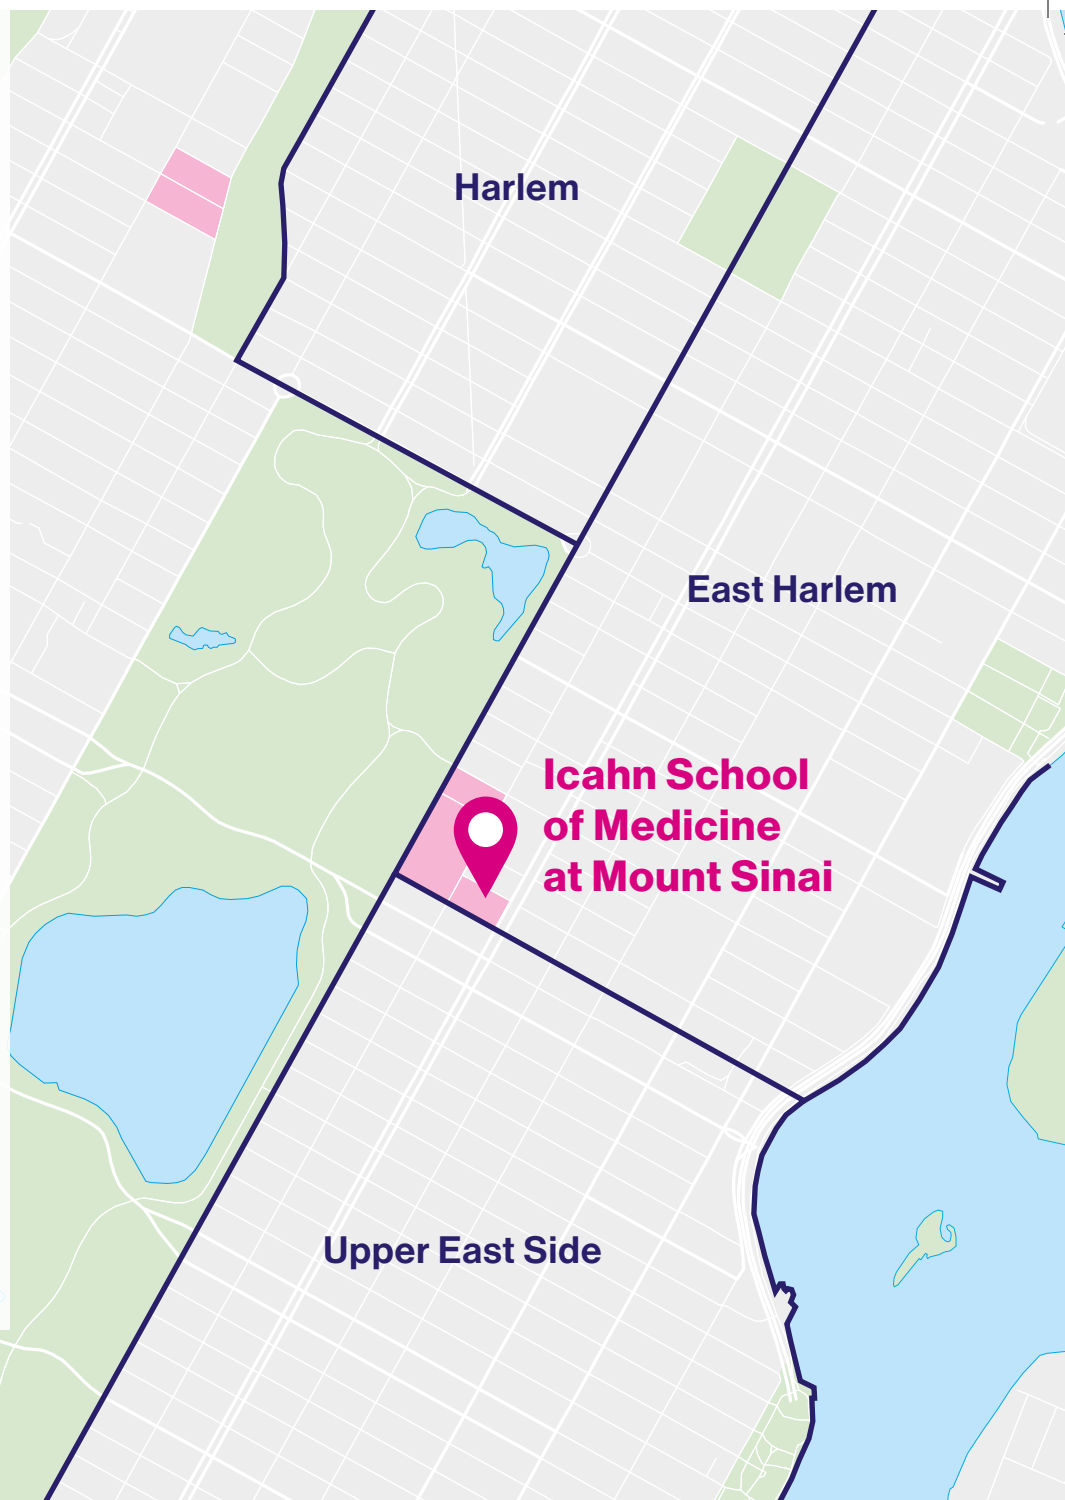 Harlem
East Harlem
Icahn School
of Medicine
at Mount Sinai
Upper East Side